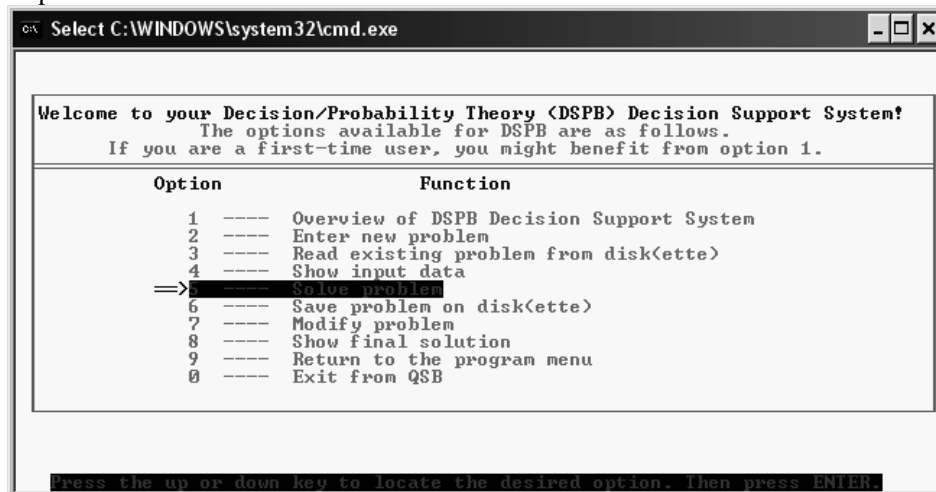 Select C:\WINDOWS\system32\cmd.exe
Welcome to your Decision/Probability Theory (DSPB) Decision Support System!
The options available for DSPB are as follows.
If you are a first-time user, you might benefit from option 1.
Option Function
1 ---- Overview of DSPB Decision Support System
2 ---- Enter new problem
3 ---- Read existing problem from disk(ette)
4 ---- Show input data
==>5 ---- Solve problem
6 ---- Save problem on disk(ette)
7 ---- Modify problem
8 ---- Show final solution
9 ---- Return to the program menu
0 ---- Exit from QSB
Press the up or down key to locate the desired option. Then press ENTER.